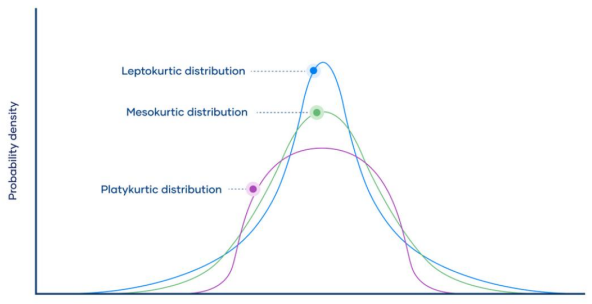 Leptokurtic distribution
Mesokurtic distribution
Platykurtic distribution
Probability density